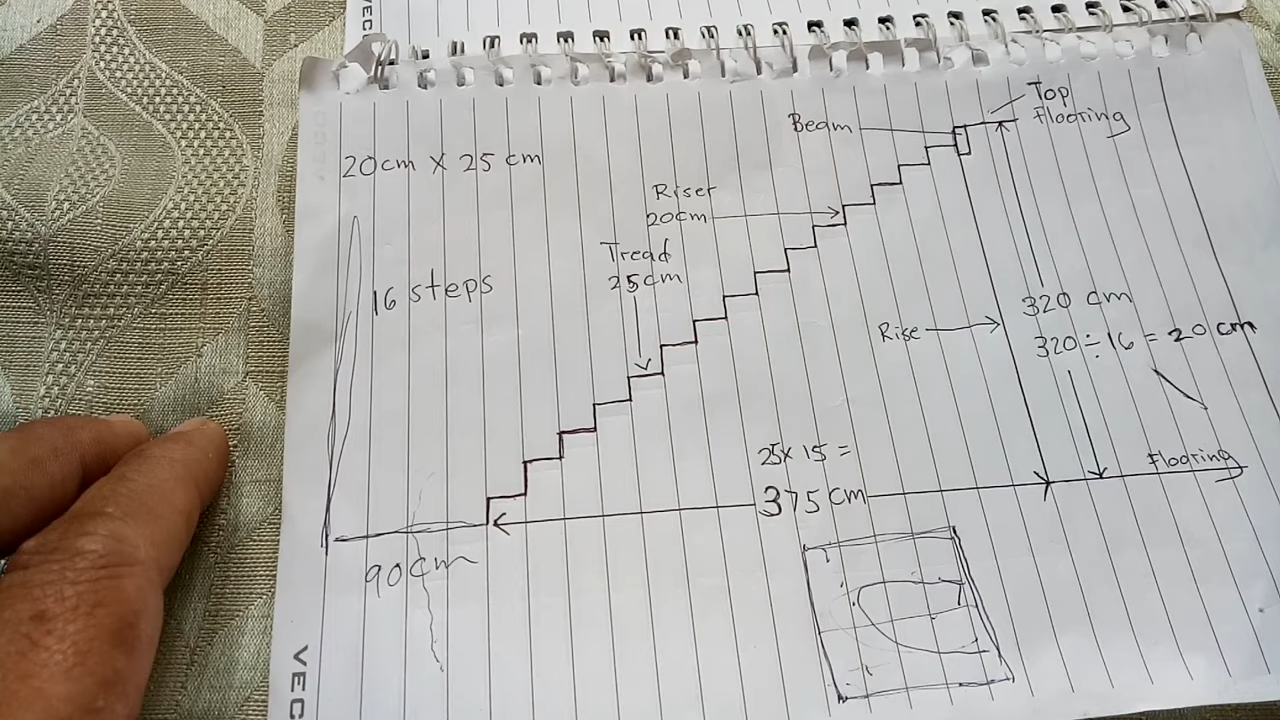 VEC
Top
Flooring
Beam
20cm X 25 cm
Riser
20cm
Tread
25cm
16 steps
320 cm
Rise
320 ÷ 16 = 20 cm
25x 15 =
Flooring
375 cm
90cm
VEC